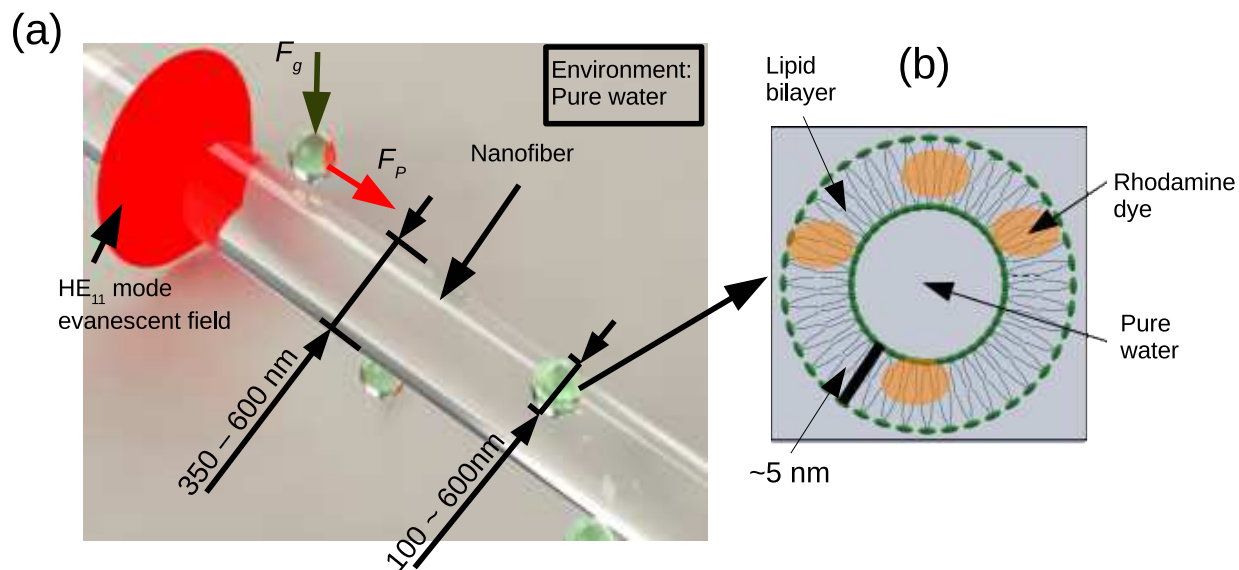 (a)
F_g
Environment:
Pure water
F_P
Nanofiber
HE_11 mode
evanescent field
350 – 600 nm
100 ~ 600nm
(b)
Lipid
bilayer
Rhodamine
dye
Pure
water
~5 nm